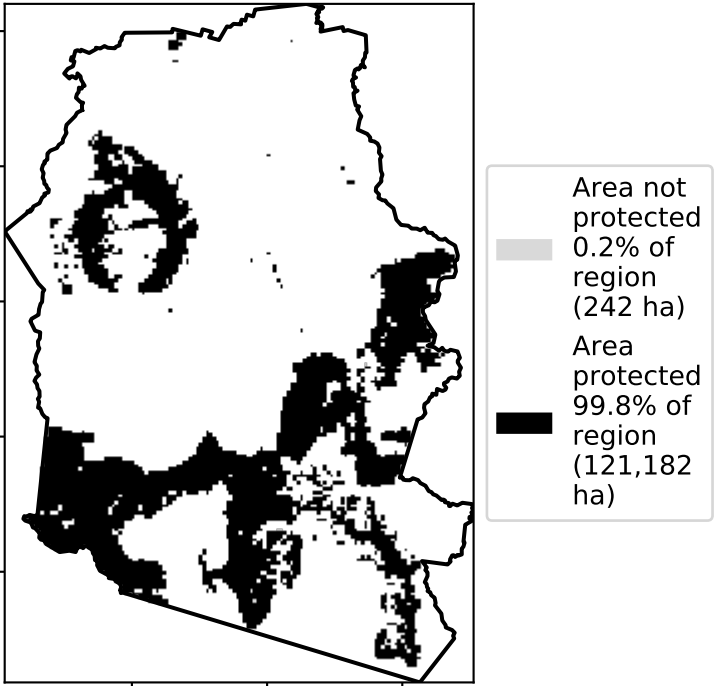 Area not
protected
0.2% of
region
(242 ha)
Area
protected
99.8% of
region
(121,182
ha)